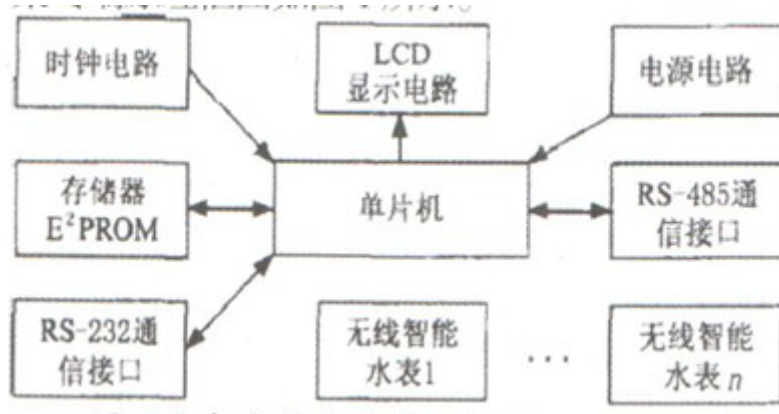 时钟电路
LCD
显示电路
电源电路
存储器
E²PROM
单片机
RS-485通
信接口
RS-232通
信接口
无线智能
水表1
...
无线智能
水表n